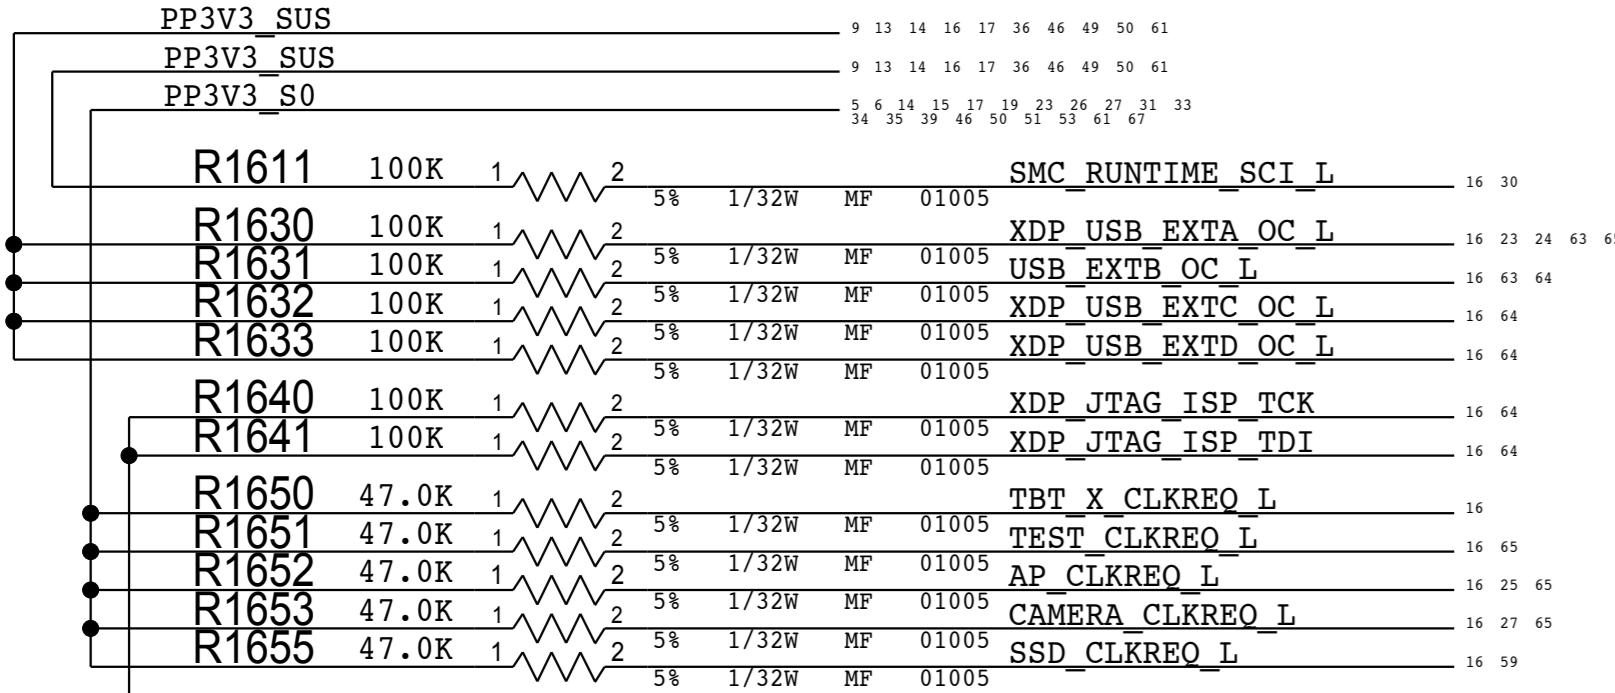 PP3V3_SUS 9 13 14 16 17 36 46 49 50 61
PP3V3_SUS 9 13 14 16 17 36 46 49 50 61
PP3V3_S0 5 6 14 15 17 19 23 26 27 31 33
34 35 39 46 50 51 53 61 67
R1611 100K 1 2 SMC_RUNTIME_SCI_L 16 30
5% 1/32W MF 01005
R1630 100K 1 2 XDP_USB_EXTA_OC_L 16 23 24 63
5% 1/32W MF 01005
R1631 100K 1 2 USB_EXTB_OC_L 16 63 64
5% 1/32W MF 01005
R1632 100K 1 2 XDP_USB_EXTC_OC_L 16 64
5% 1/32W MF 01005
R1633 100K 1 2 XDP_USB_EXTD_OC_L 16 64
5% 1/32W MF 01005
R1640 100K 1 2 XDP_JTAG_ISP_TCK 16 64
5% 1/32W MF 01005
R1641 100K 1 2 XDP_JTAG_ISP_TDI 16 64
5% 1/32W MF 01005
R1650 47.0K 1 2 TBT_X_CLKREQ_L 16
5% 1/32W MF 01005
R1651 47.0K 1 2 TEST_CLKREQ_L 16 65
5% 1/32W MF 01005
R1652 47.0K 1 2 AP_CLKREQ_L 16 25 65
5% 1/32W MF 01005
R1653 47.0K 1 2 CAMERA_CLKREQ_L 16 27 65
5% 1/32W MF 01005
R1655 47.0K 1 2 SSD_CLKREQ_L 16 59
5% 1/32W MF 01005